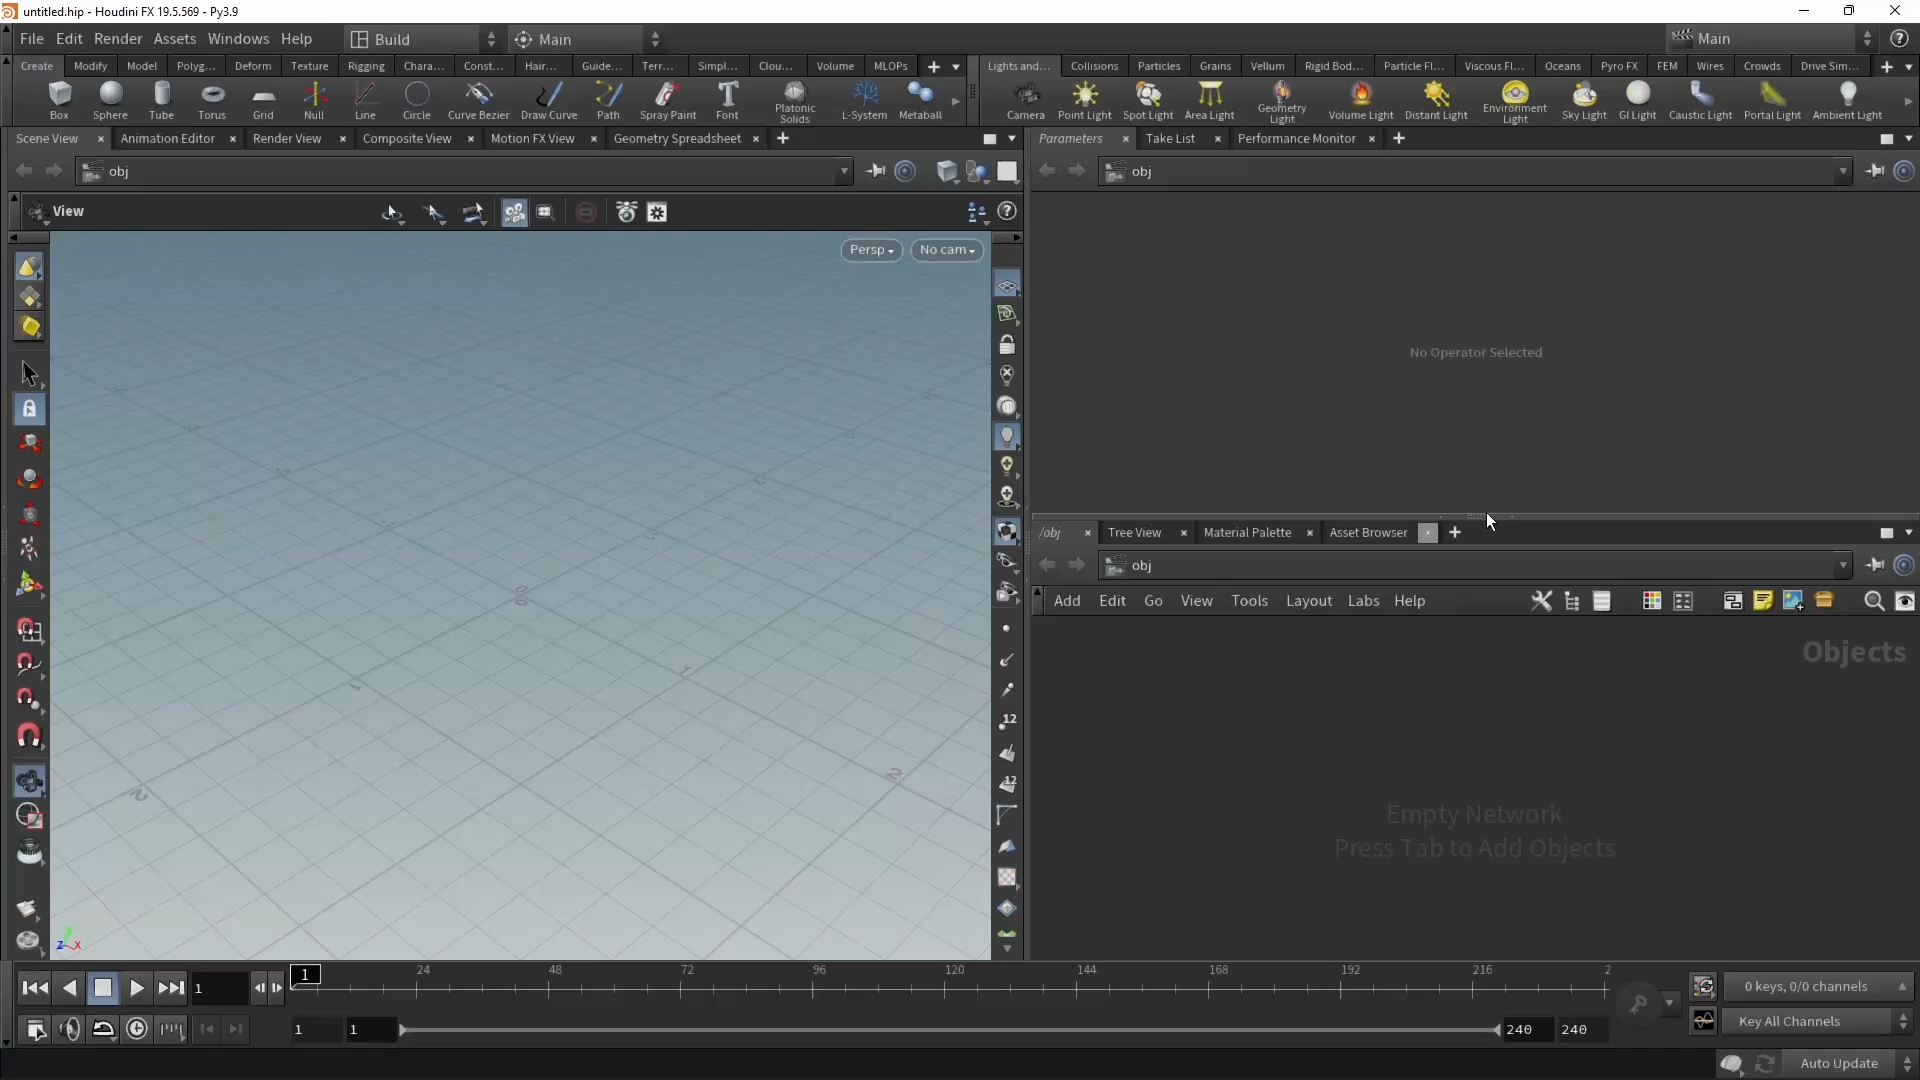 untitled.hip - Houdini FX 19.5.569 - Py3.9
File Edit Render Assets Windows Help Build Main Main
Create Modify Model Polyg... Deform Texture Rigging Chara... Const... Hair... Guide... Terr... Simpl... Clou... Volume MLOPs
Lights and... Collisions Particles Grains Vellum Rigid Bod... Particle Fl... Viscous Fl... Oceans Pyro FX FEM Wires Crowds Drive Sim...
Box Sphere Tube Torus Grid Null Line Circle Curve Bezier Draw Curve Path Spray Paint Font Platonic Solids L-System Metaball
Camera Point Light Spot Light Area Light Geometry Light Volume Light Distant Light Environment Light Sky Light GI Light Caustic Light Portal Light Ambient Light
Scene View Animation Editor Render View Composite View Motion FX View Geometry Spreadsheet
Parameters Take List Performance Monitor
obj
obj
View
Persp
No cam
No Operator Selected
/obj Tree View Material Palette Asset Browser
obj
Add Edit Go View Tools Layout Labs Help
Objects
Empty Network
Press Tab to Add Objects
12
12
z x
1
1 24 48 72 96 120 144 168 192 216 2
0 keys, 0/0 channels
1 1 240 240
Key All Channels
Auto Update